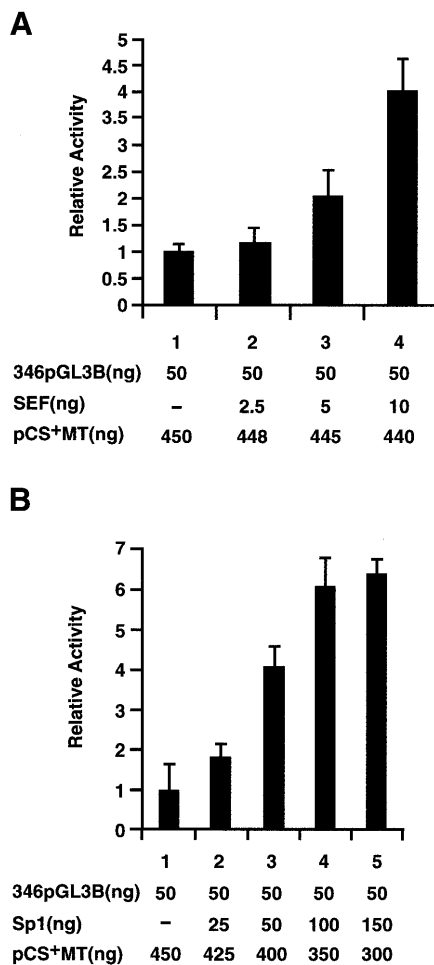 A
5
4.5
4
3.5
3
2.5
2
1.5
1
0.5
0
Relative Activity
1 2 3 4
346pGL3B(ng) 50 50 50 50
SEF(ng) – 2.5 5 10
pCS+MT(ng) 450 448 445 440
B
7
6
5
4
3
2
1
0
Relative Activity
1 2 3 4 5
346pGL3B(ng) 50 50 50 50 50
Sp1(ng) – 25 50 100 150
pCS+MT(ng) 450 425 400 350 300